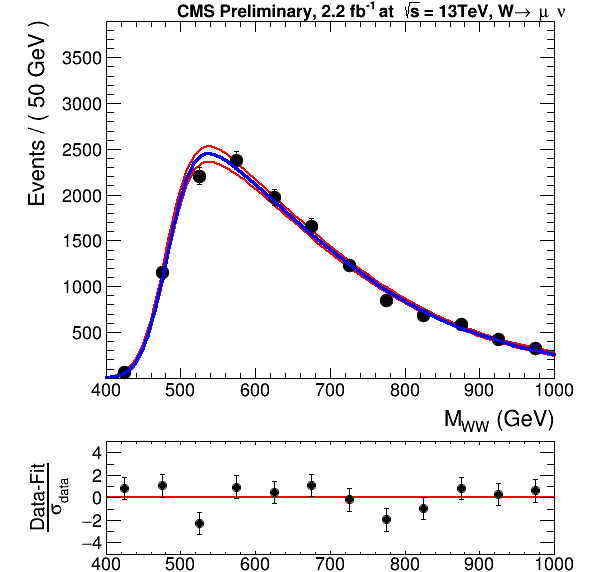 CMS Preliminary, 2.2 fb⁻¹ at √s = 13TeV, W→ μ ν
Events / ( 50 GeV )
3500
3000
2500
2000
1500
1000
500
400 500 600 700 800 900 1000
M_WW (GeV)
Data-Fit
σ_data
4
2
0
−2
−4
400 500 600 700 800 900 1000